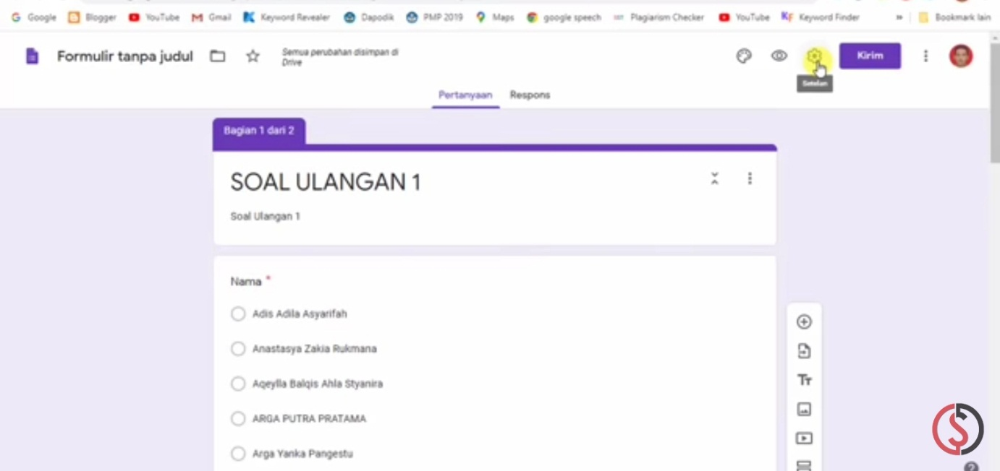 Google Blogger YouTube Gmail Keyword Revealer Dapodik PMP 2019 Maps google speech Plagiarism Checker YouTube Keyword Finder » Bookmark lain
Formulir tanpa judul
Semua perubahan disimpan di
Drive
Kirim
Setelan
Pertanyaan Respons
Bagian 1 dari 2
SOAL ULANGAN 1
Soal Ulangan 1
Nama *
Adis Adila Asyarifah
Anastasya Zakia Rukmana
Aqeylla Balqis Ahla Styanira
ARGA PUTRA PRATAMA
Arga Yanka Pangestu